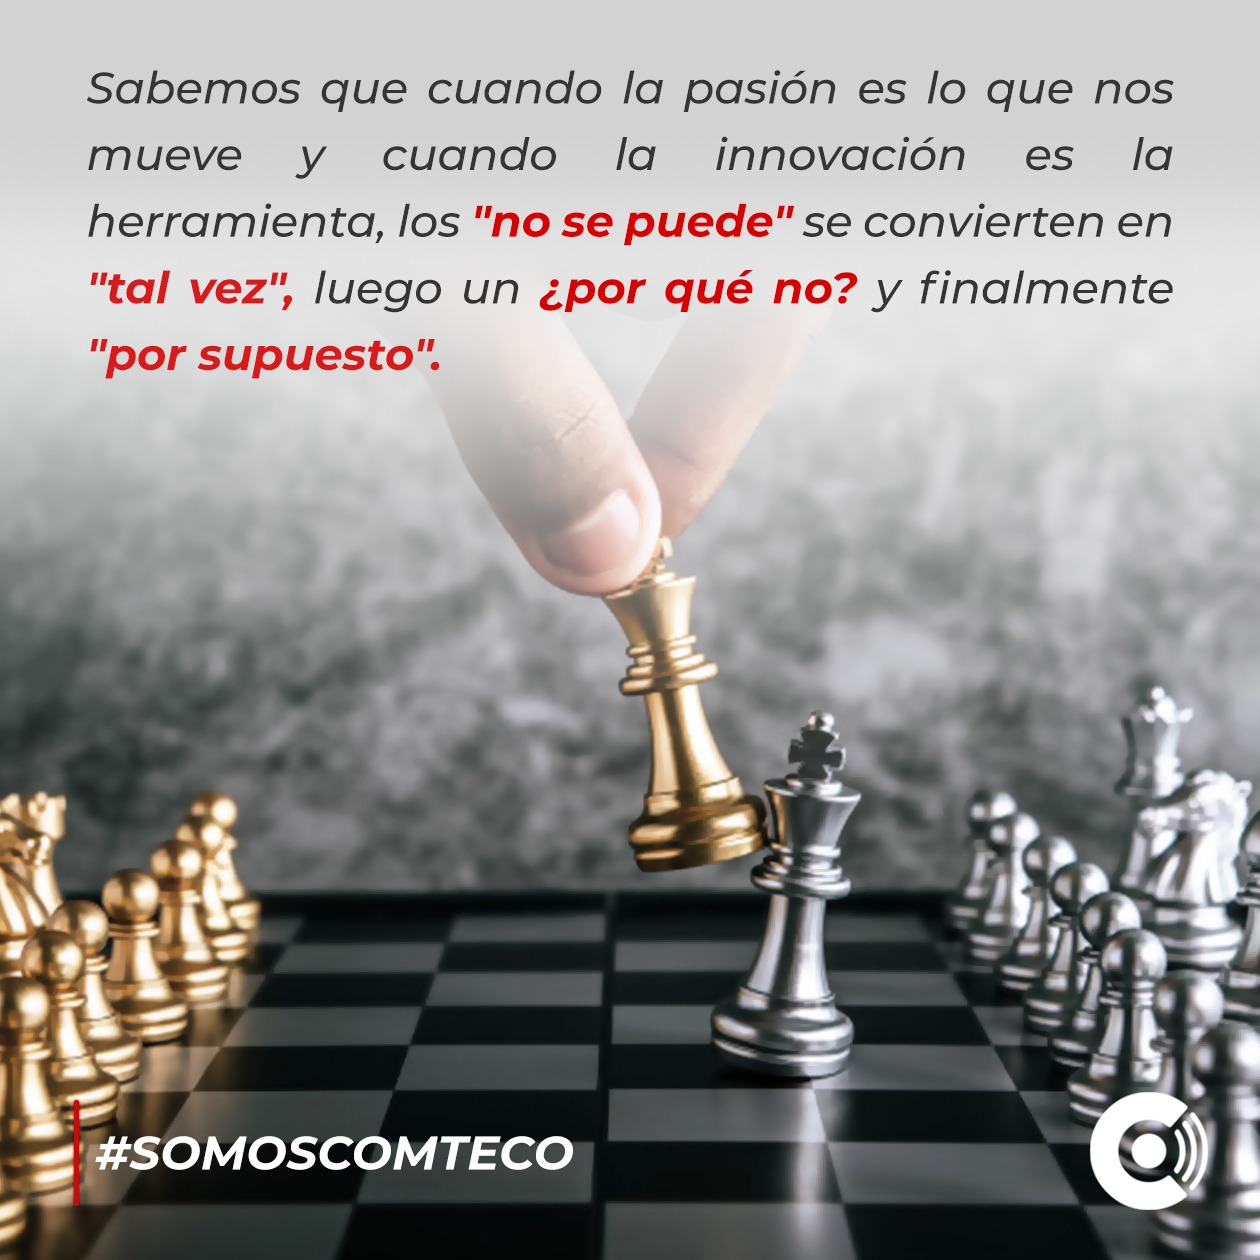 Sabemos que cuando la pasión es lo que nos
mueve y cuando la innovación es la
herramienta, los "no se puede" se convierten en
"tal vez", luego un ¿por qué no? y finalmente
"por supuesto".
#SOMOSCOMTECO